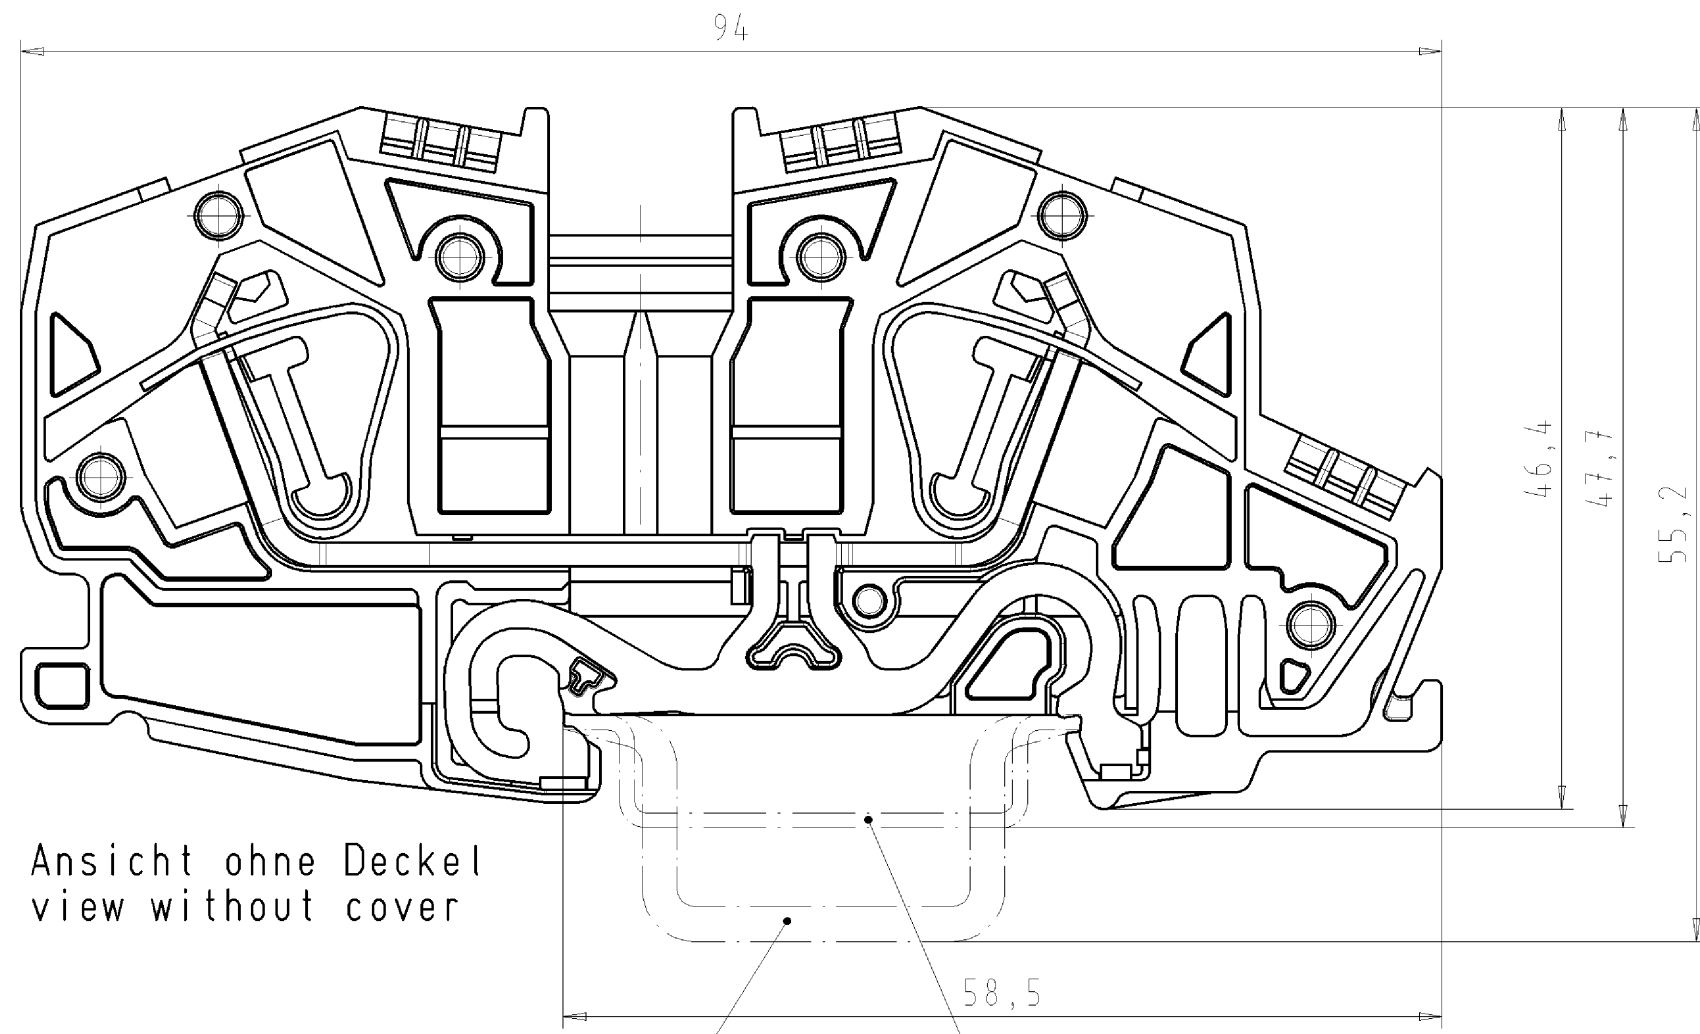 94
46,4
47,7
55,2
Ansicht ohne Deckel
view without cover
58,5